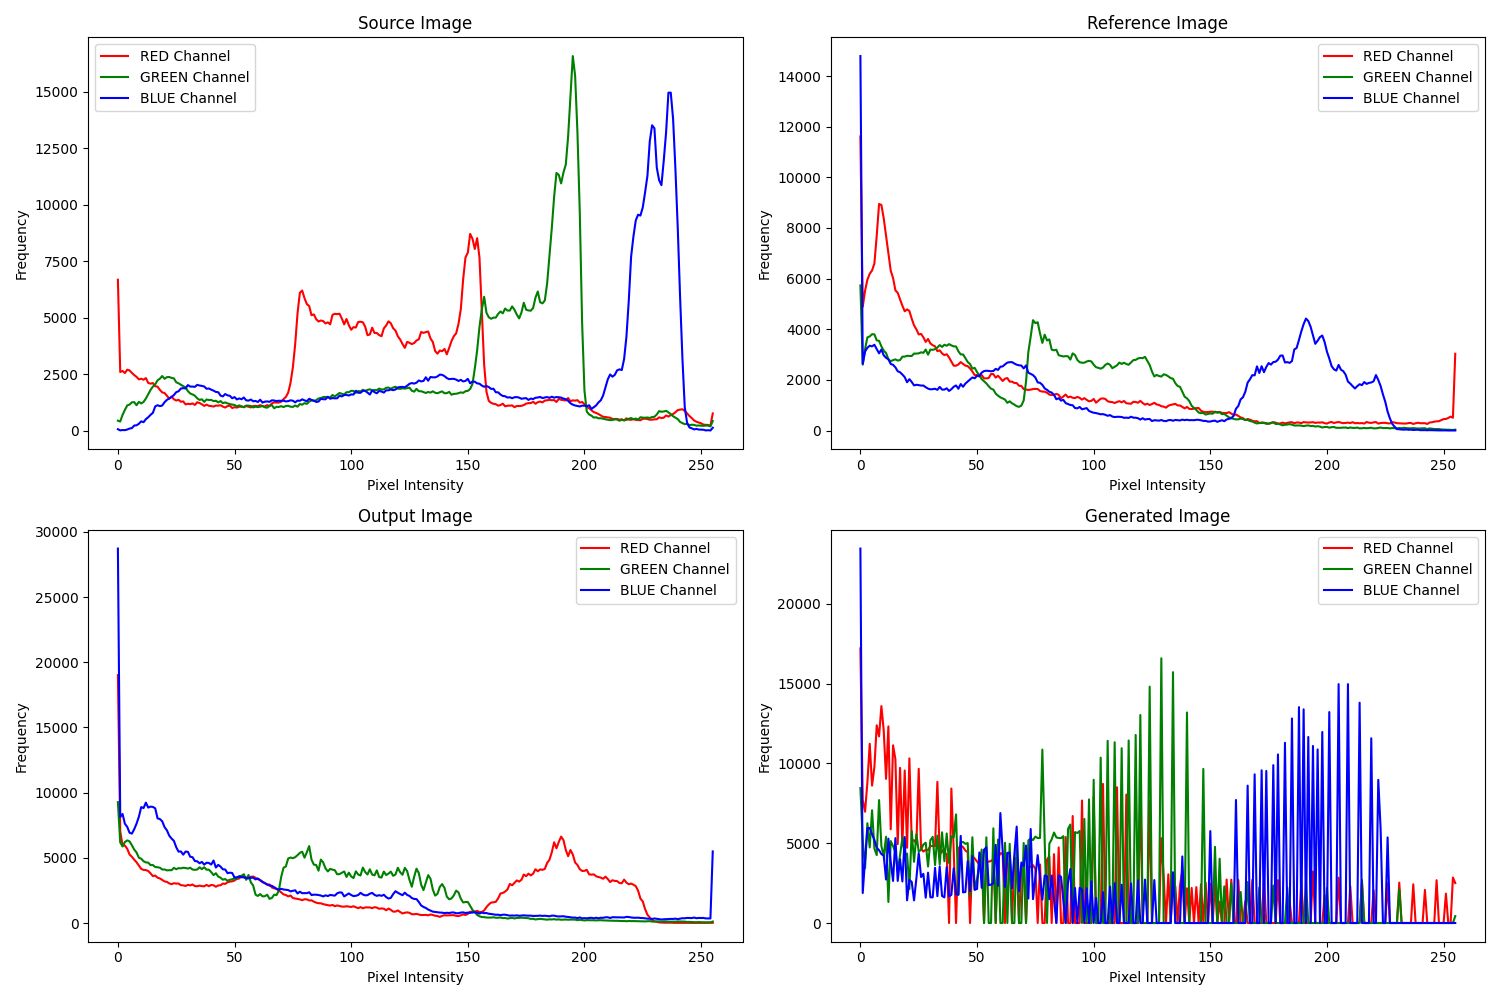 Source Image
RED Channel
GREEN Channel
BLUE Channel
Frequency
15000
12500
10000
7500
5000
2500
0
0 50 100 150 200 250
Pixel Intensity
Reference Image
RED Channel
GREEN Channel
BLUE Channel
Frequency
14000
12000
10000
8000
6000
4000
2000
0
0 50 100 150 200 250
Pixel Intensity
Output Image
RED Channel
GREEN Channel
BLUE Channel
Frequency
30000
25000
20000
15000
10000
5000
0
0 50 100 150 200 250
Pixel Intensity
Generated Image
RED Channel
GREEN Channel
BLUE Channel
Frequency
20000
15000
10000
5000
0
0 50 100 150 200 250
Pixel Intensity